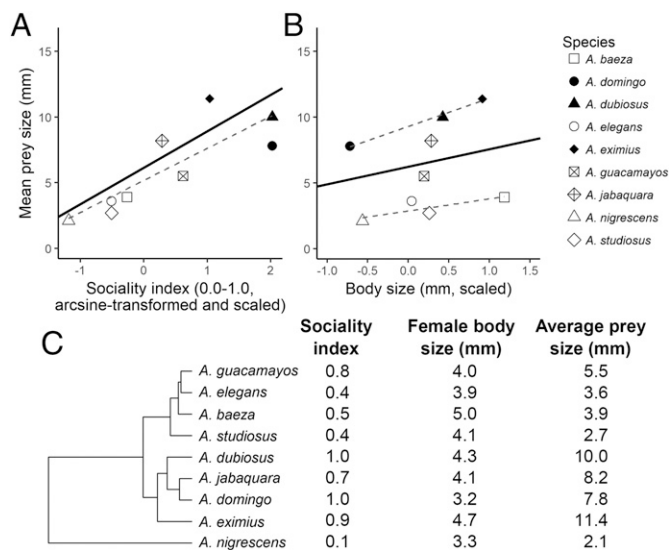 A
B
Mean prey size (mm)
15
10
5
0
-1
0
1
2
Sociality index (0.0-1.0,
arcsine-transformed and scaled)
15
10
5
0
-1.0
-0.5
0.0
0.5
1.0
1.5
Body size (mm, scaled)
Species
A. baeza
A. domingo
A. dubiosus
A. elegans
A. eximius
A. guacamayos
A. jabaquara
A. nigrescens
A. studiosus
C
Sociality index Female body size (mm) Average prey size (mm)
A. guacamayos 0.8 4.0 5.5
A. elegans 0.4 3.9 3.6
A. baeza 0.5 5.0 3.9
A. studiosus 0.4 4.1 2.7
A. dubiosus 1.0 4.3 10.0
A. jabaquara 0.7 4.1 8.2
A. domingo 1.0 3.2 7.8
A. eximius 0.9 4.7 11.4
A. nigrescens 0.1 3.3 2.1